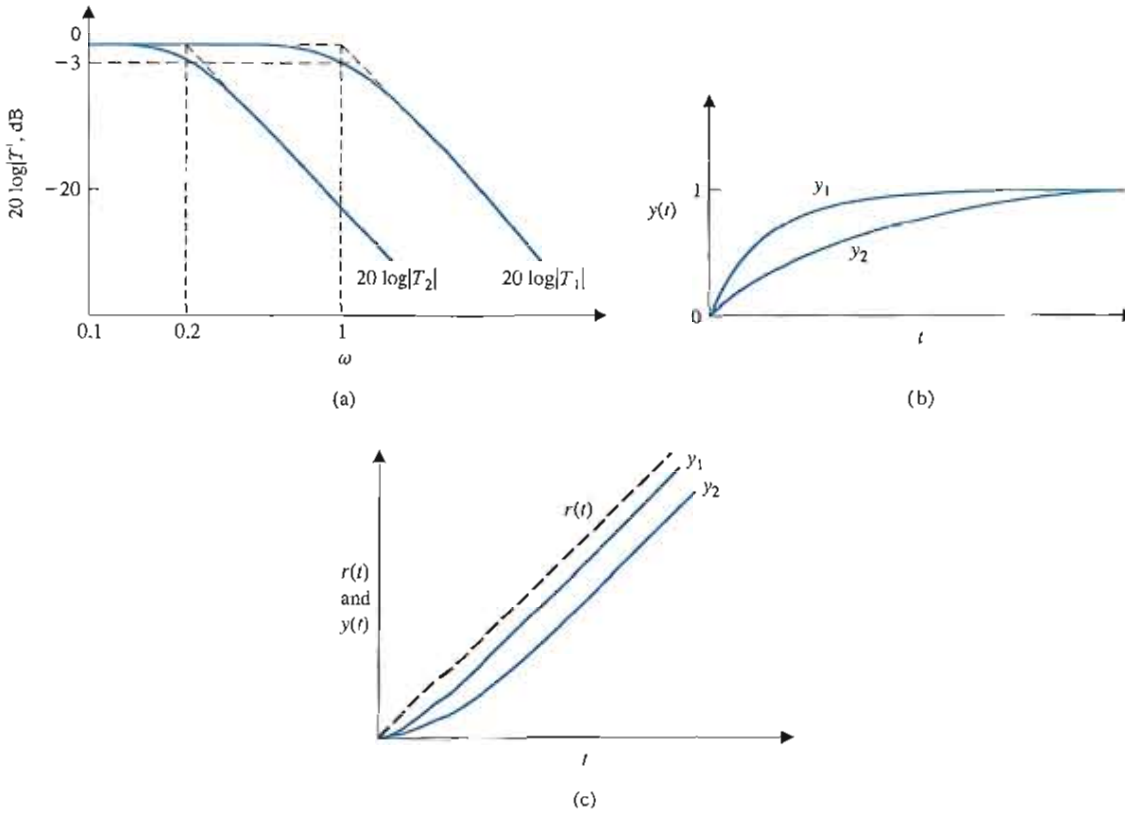 0
-3
20 log|T|, dB
-20
20 log|T₂|
20 log|T₁|
0.1
0.2
1
ω
(a)
1
y(t)
y₁
y₂
0
t
(b)
y₁
y₂
r(t)
r(t)
and
y(t)
t
(c)